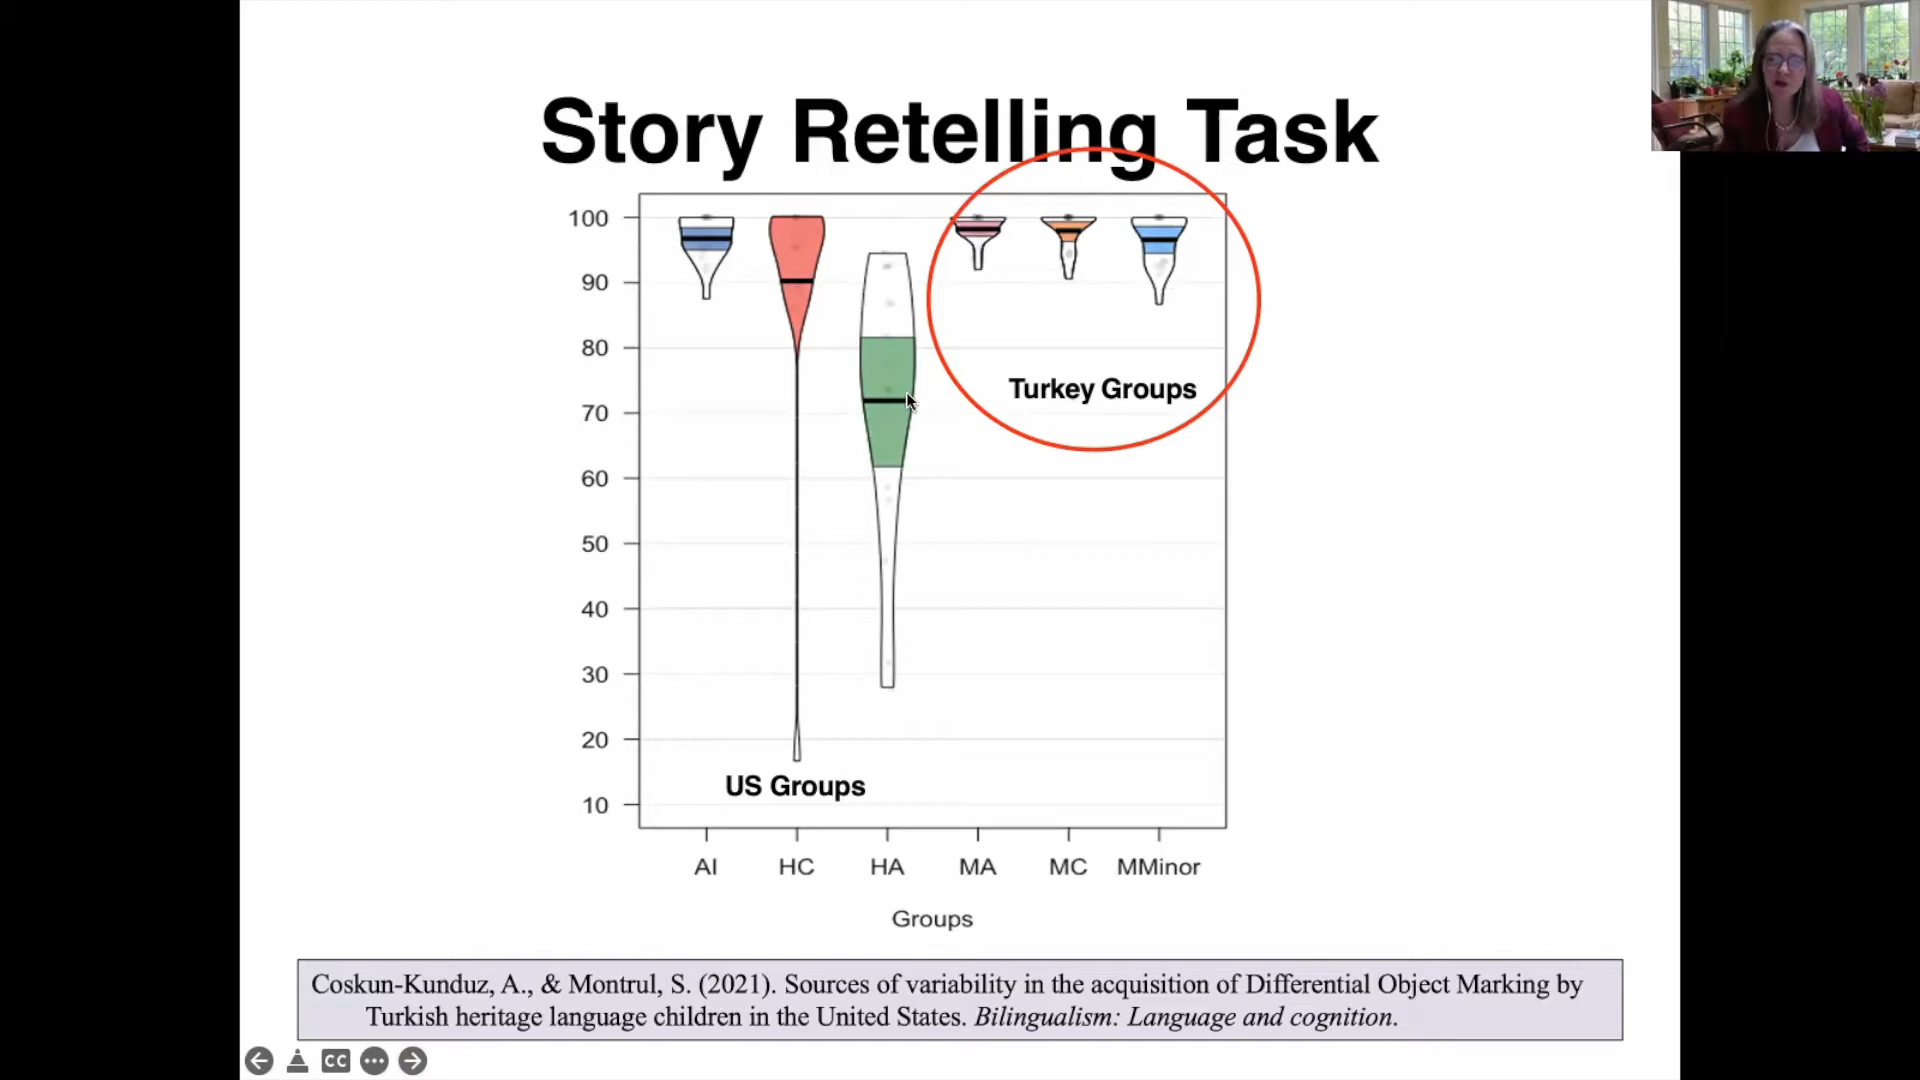 Story Retelling Task
100
90
80
70
60
50
40
30
20
10
Turkey Groups
US Groups
AI HC HA MA MC MMinor
Groups
Coskun-Kunduz, A., & Montrul, S. (2021). Sources of variability in the acquisition of Differential Object Marking by
Turkish heritage language children in the United States. Bilingualism: Language and cognition.
CC